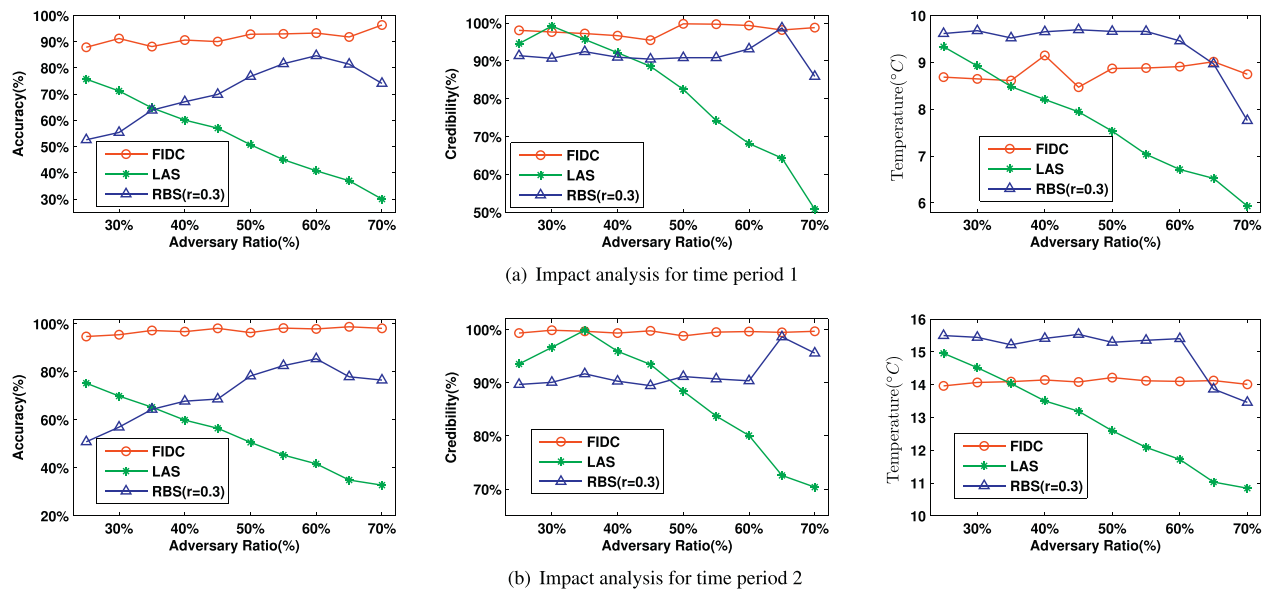 100%
90%
80%
70%
60%
50%
40%
30%
Accuracy(%)
FIDC
LAS
RBS(r=0.3)
30% 40% 50% 60% 70%
Adversary Ratio(%)
100%
90%
80%
70%
60%
50%
Credibility(%)
FIDC
LAS
RBS(r=0.3)
30% 40% 50% 60% 70%
Adversary Ratio(%)
10
9
8
7
6
Temperature(°C)
FIDC
LAS
RBS(r=0.3)
30% 40% 50% 60% 70%
Adversary Ratio(%)
(a) Impact analysis for time period 1
100%
80%
60%
40%
20%
Accuracy(%)
FIDC
LAS
RBS(r=0.3)
30% 40% 50% 60% 70%
Adversary Ratio(%)
100%
90%
80%
70%
Credibility(%)
FIDC
LAS
RBS(r=0.3)
30% 40% 50% 60% 70%
Adversary Ratio(%)
16
15
14
13
12
11
10
Temperature(°C)
FIDC
LAS
RBS(r=0.3)
30% 40% 50% 60% 70%
Adversary Ratio(%)
(b) Impact analysis for time period 2